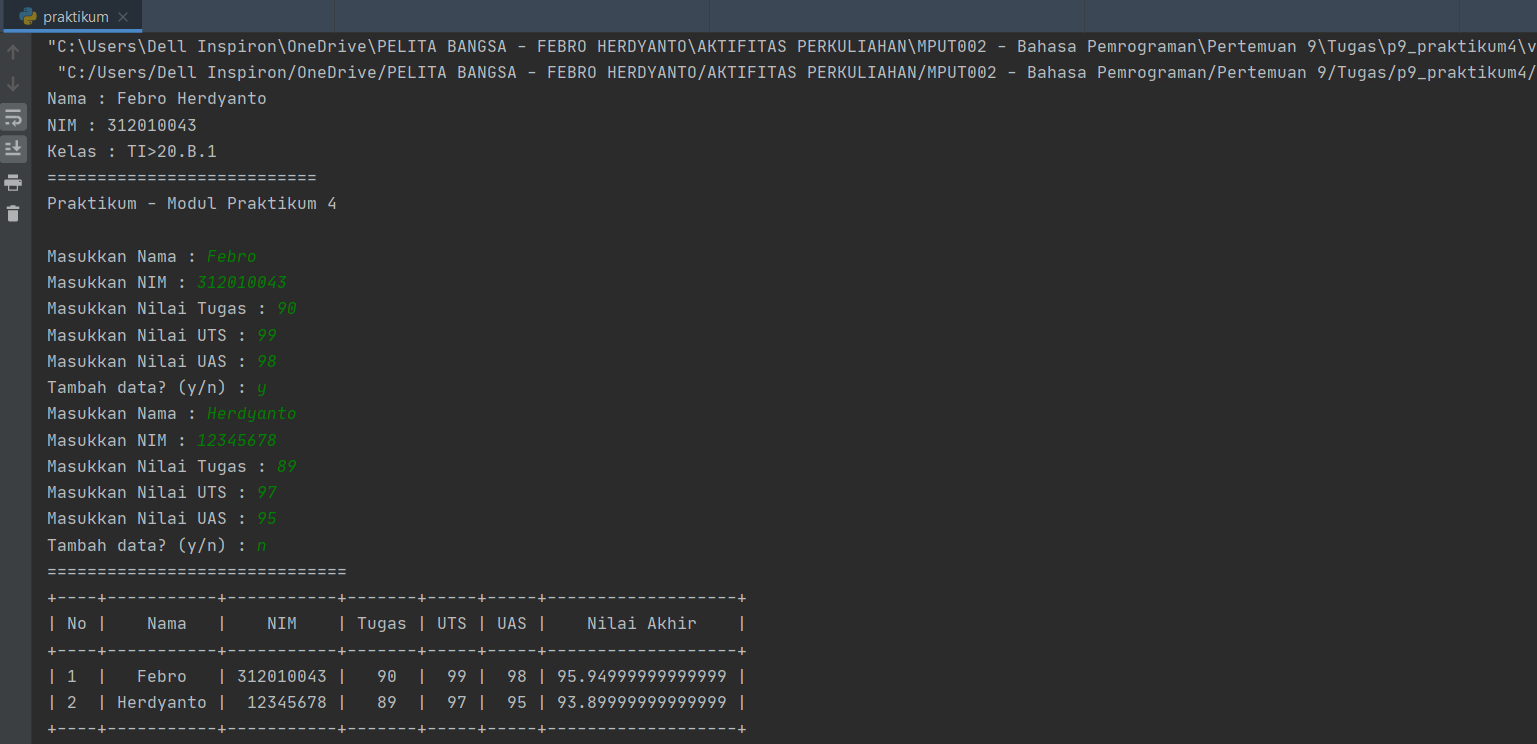 praktikum
"C:\Users\Dell Inspiron\OneDrive\PELITA BANGSA - FEBRO HERDYANTO\AKTIFITAS PERKULIAHAN\MPUT002 - Bahasa Pemrograman\Pertemuan 9\Tugas\p9_praktikum4\v
"C:/Users/Dell Inspiron/OneDrive/PELITA BANGSA - FEBRO HERDYANTO/AKTIFITAS PERKULIAHAN/MPUT002 - Bahasa Pemrograman/Pertemuan 9/Tugas/p9_praktikum4/
Nama : Febro Herdyanto
NIM : 312010043
Kelas : TI>20.B.1
===========================
Praktikum - Modul Praktikum 4
Masukkan Nama : Febro
Masukkan NIM : 312010043
Masukkan Nilai Tugas : 90
Masukkan Nilai UTS : 99
Masukkan Nilai UAS : 98
Tambah data? (y/n) : y
Masukkan Nama : Herdyanto
Masukkan NIM : 12345678
Masukkan Nilai Tugas : 89
Masukkan Nilai UTS : 97
Masukkan Nilai UAS : 95
Tambah data? (y/n) : n
==============================
+----+-----------+-----------+-------+-----+-----+-------------------+
| No |    Nama   |    NIM    | Tugas | UTS | UAS |    Nilai Akhir    |
+----+-----------+-----------+-------+-----+-----+-------------------+
| 1  |   Febro   | 312010043 |   90  |  99 |  98 | 95.94999999999999 |
| 2  | Herdyanto |  12345678 |   89  |  97 |  95 | 93.89999999999999 |
+----+-----------+-----------+-------+-----+-----+-------------------+